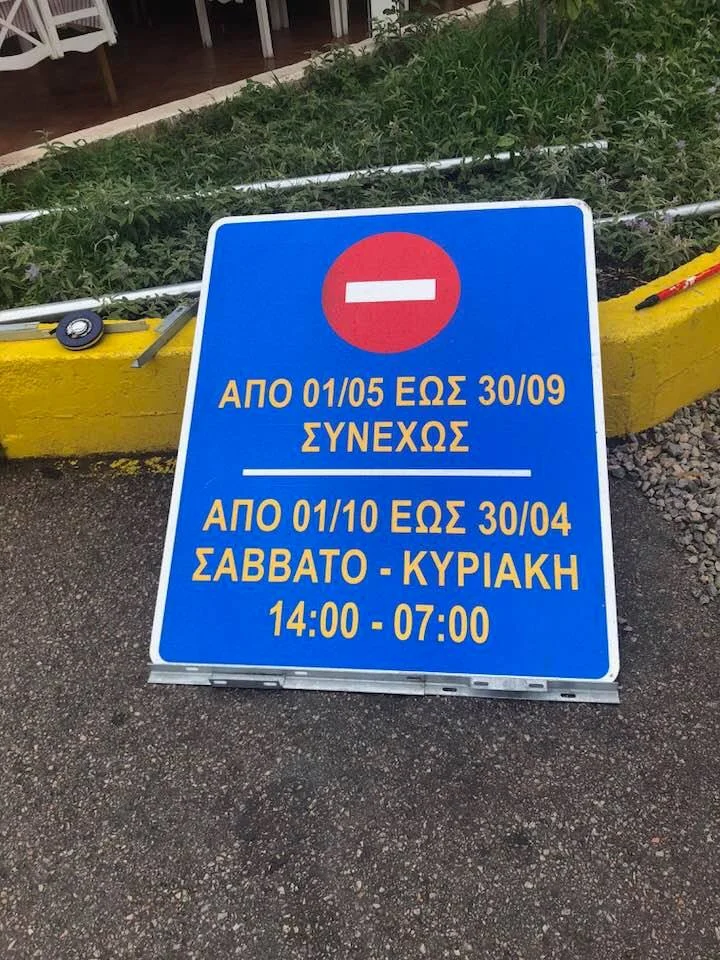 ΑΠΟ 01/05 ΕΩΣ 30/09
ΣΥΝΕΧΩΣ
ΑΠΟ 01/10 ΕΩΣ 30/04
ΣΑΒΒΑΤΟ - ΚΥΡΙΑΚΗ
14:00 - 07:00